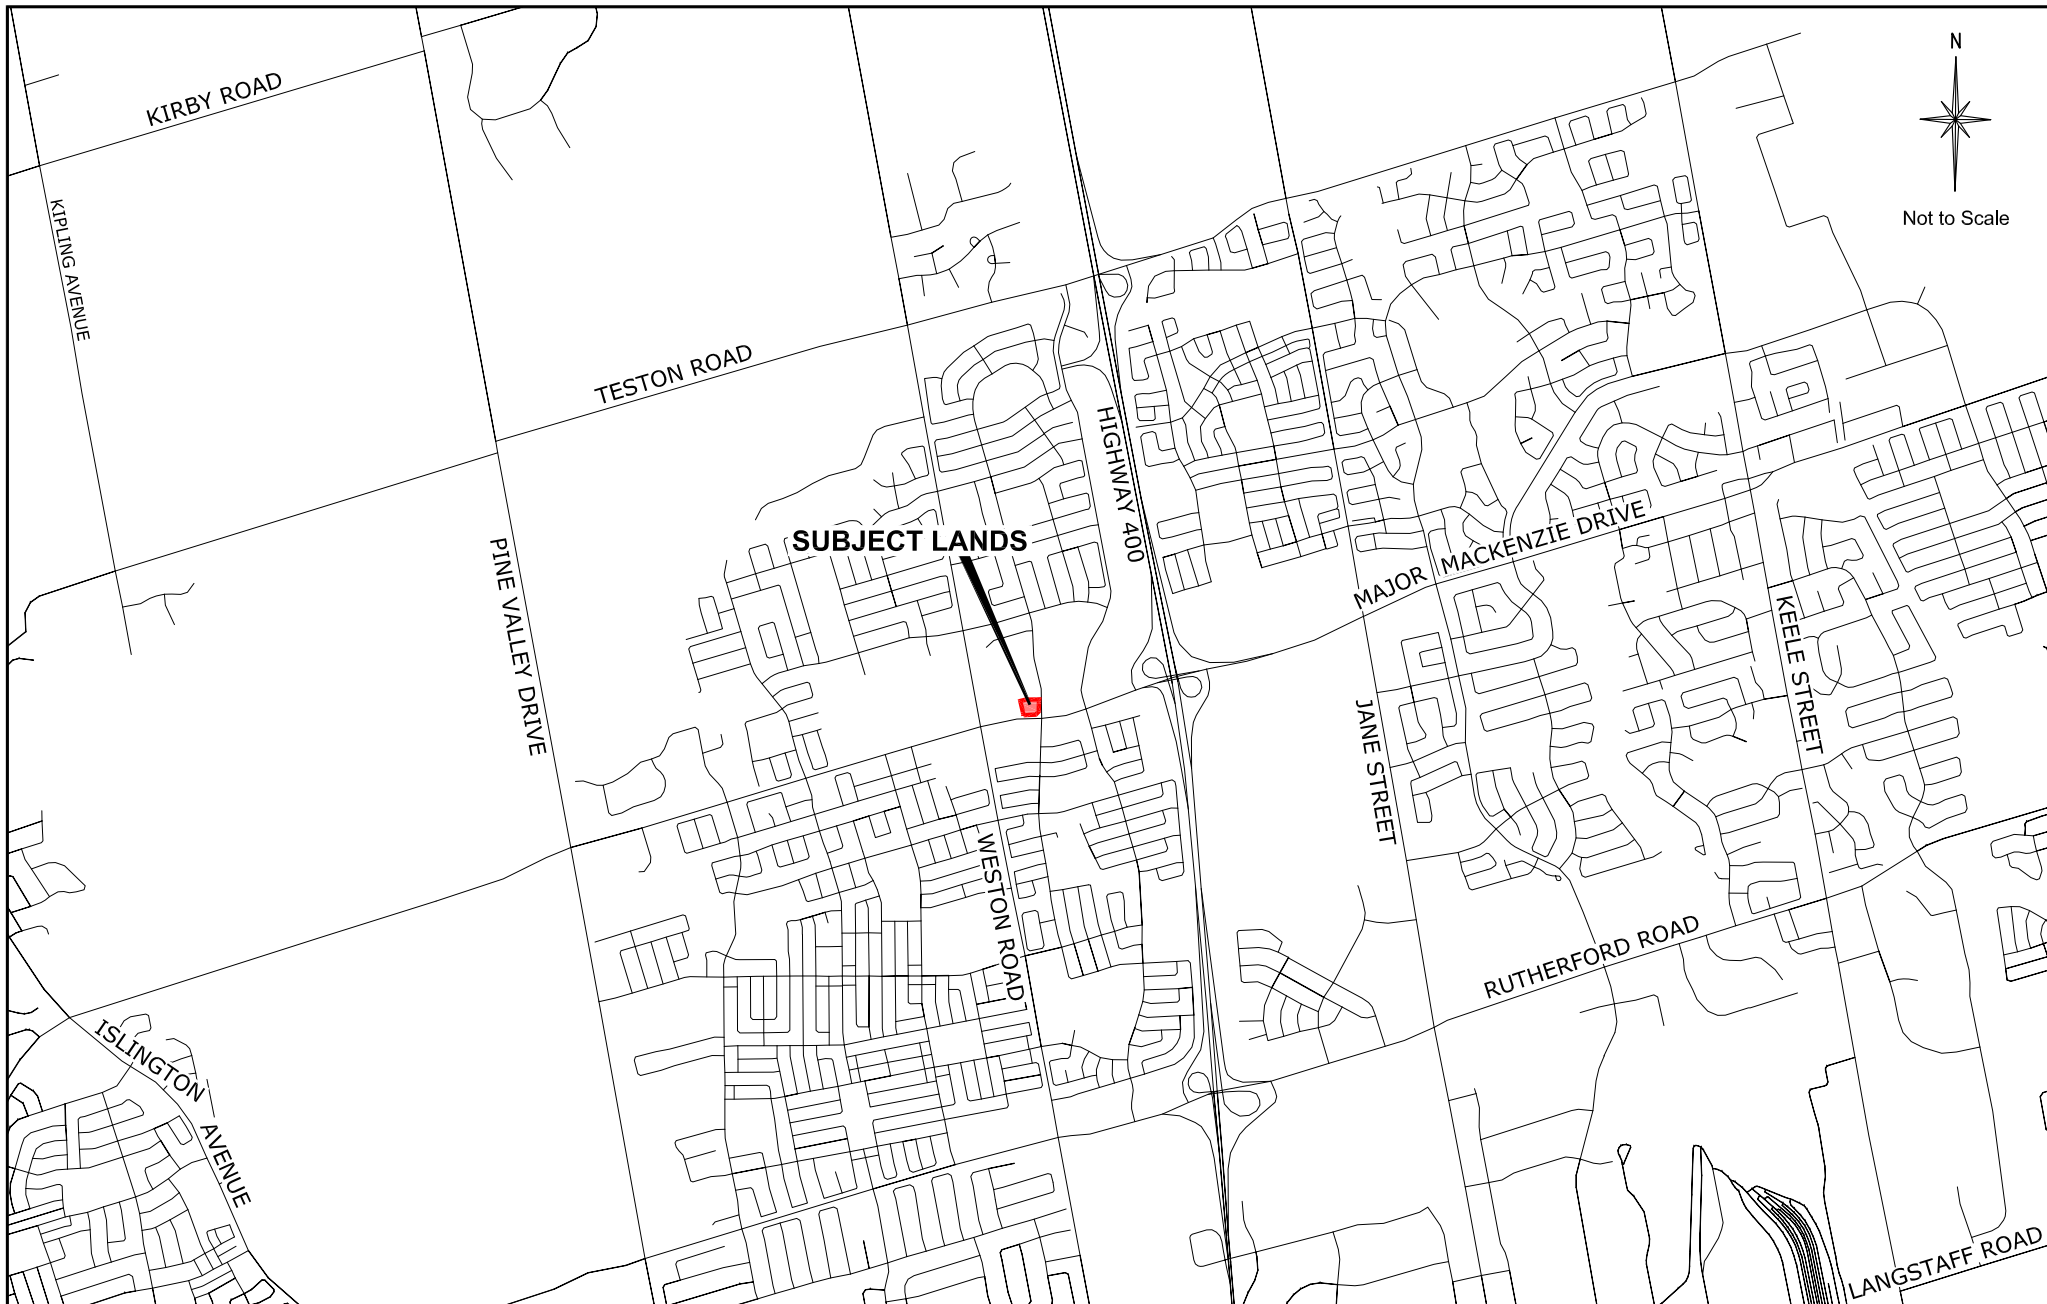 N
Not to Scale
KIRBY ROAD
KIPLING AVENUE
TESTON ROAD
HIGHWAY 400
SUBJECT LANDS
PINE VALLEY DRIVE
MAJOR MACKENZIE DRIVE
KEELE STREET
JANE STREET
WESTON ROAD
RUTHERFORD ROAD
ISLINGTON AVENUE
LANGSTAFF ROAD